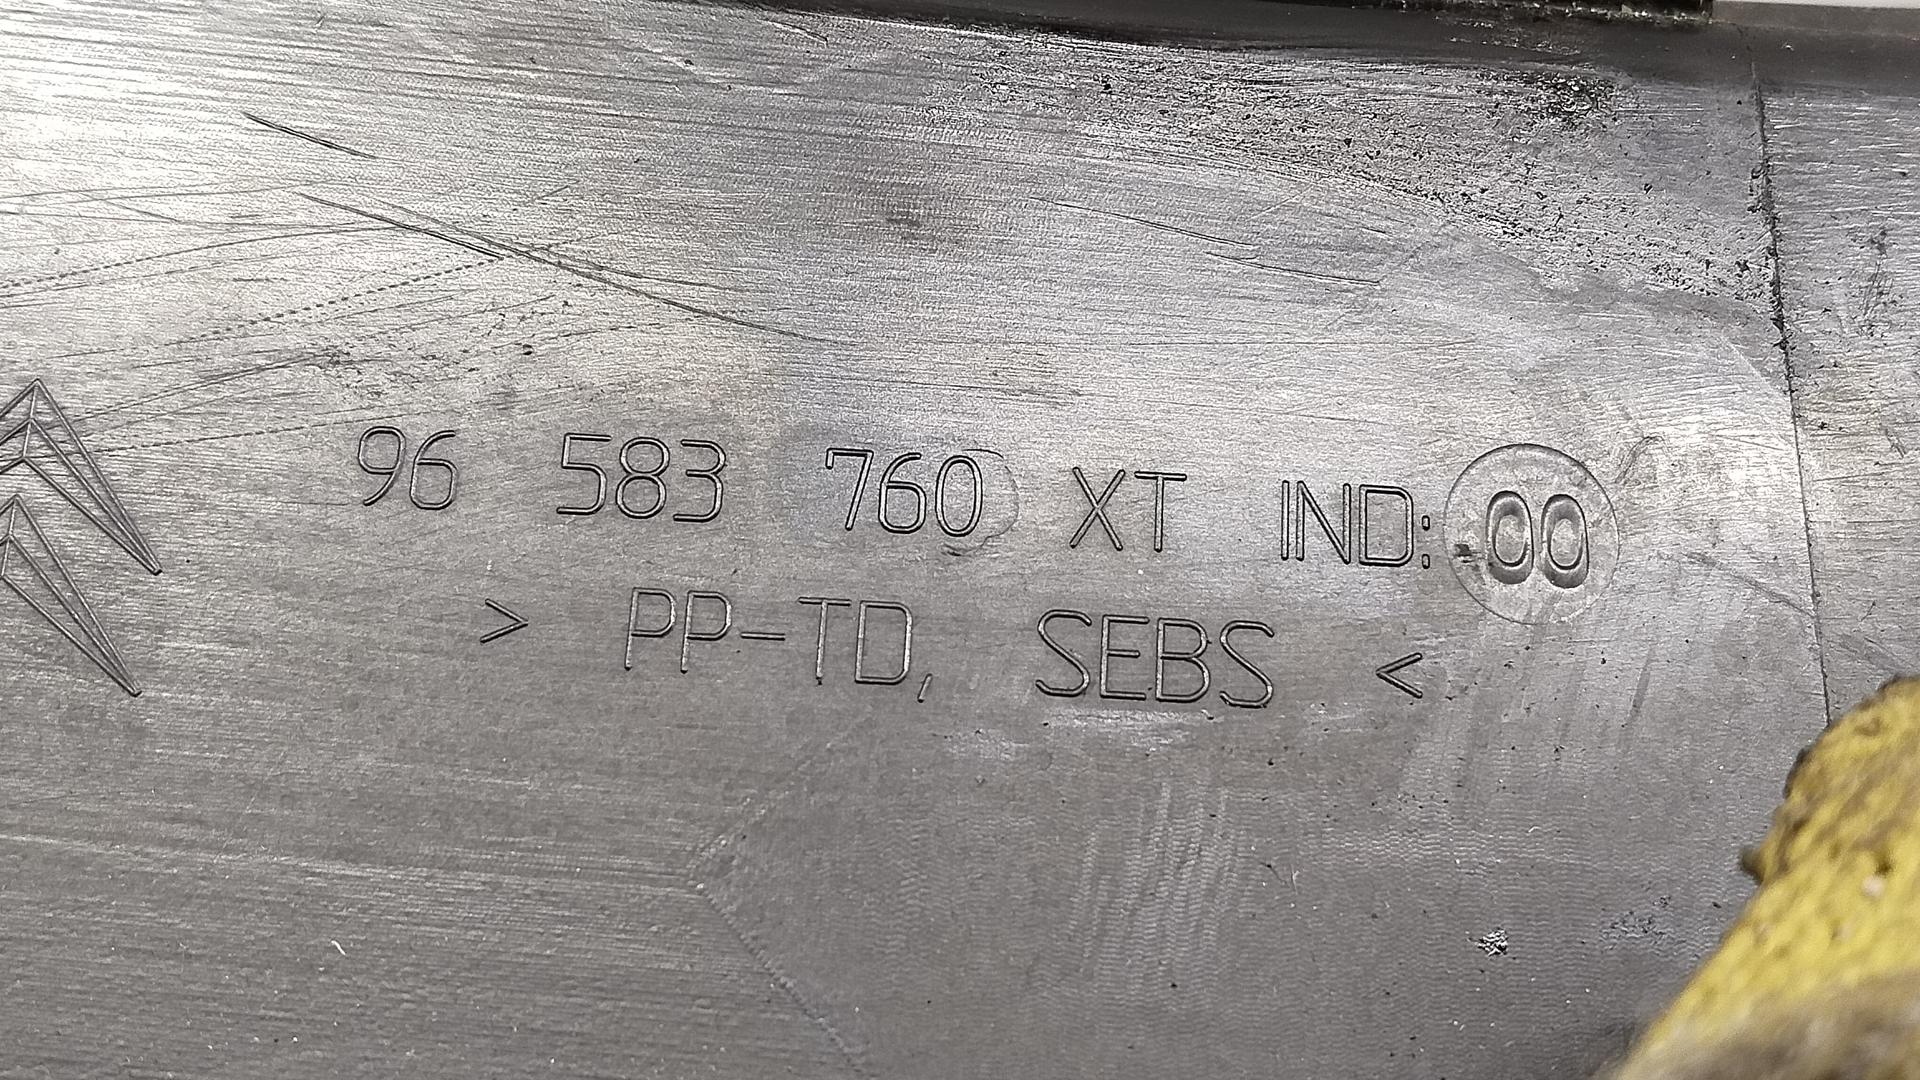 96 583 760 XT IND: 00
> PP-TD, SEBS <